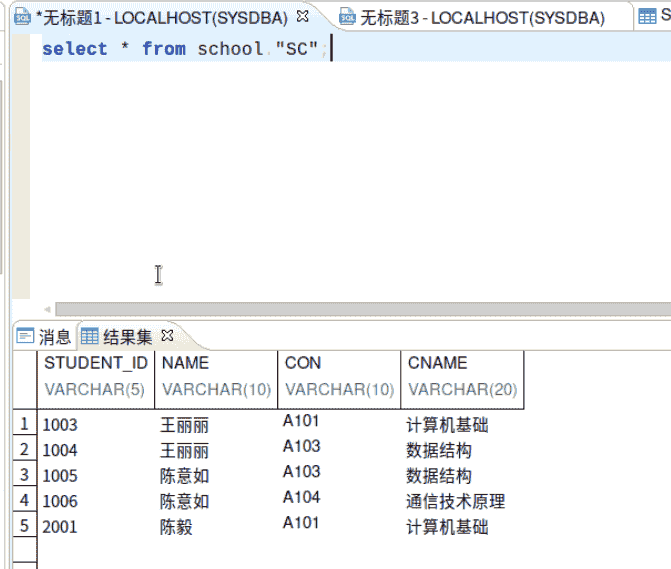 *无标题1 - LOCALHOST(SYSDBA) 无标题3 - LOCALHOST(SYSDBA) S
select * from school."SC";
消息 结果集
STUDENT_ID NAME CON CNAME
VARCHAR(5) VARCHAR(10) VARCHAR(10) VARCHAR(20)
1 1003 王丽丽 A101 计算机基础
2 1004 王丽丽 A103 数据结构
3 1005 陈意如 A103 数据结构
4 1006 陈意如 A104 通信技术原理
5 2001 陈毅 A101 计算机基础